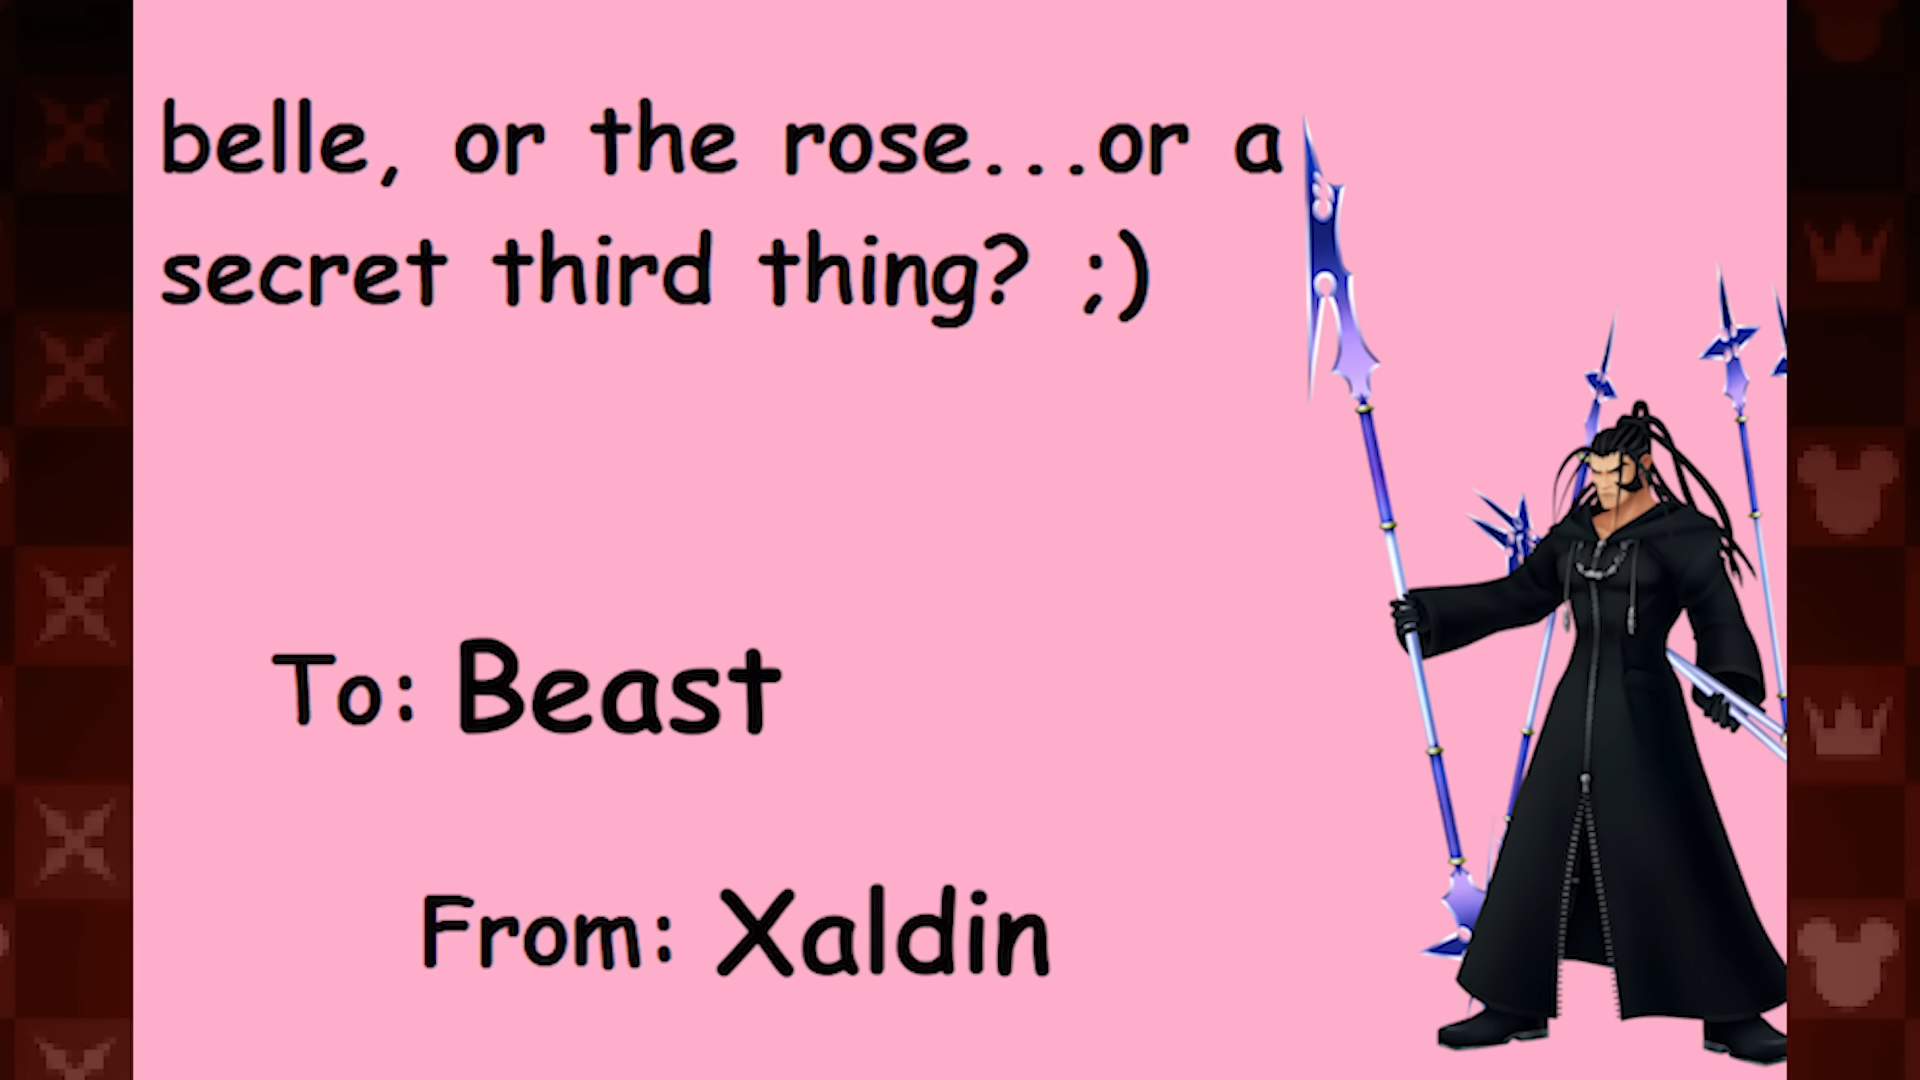 belle, or the rose...or a
secret third thing? ;)
To: Beast
From: Xaldin